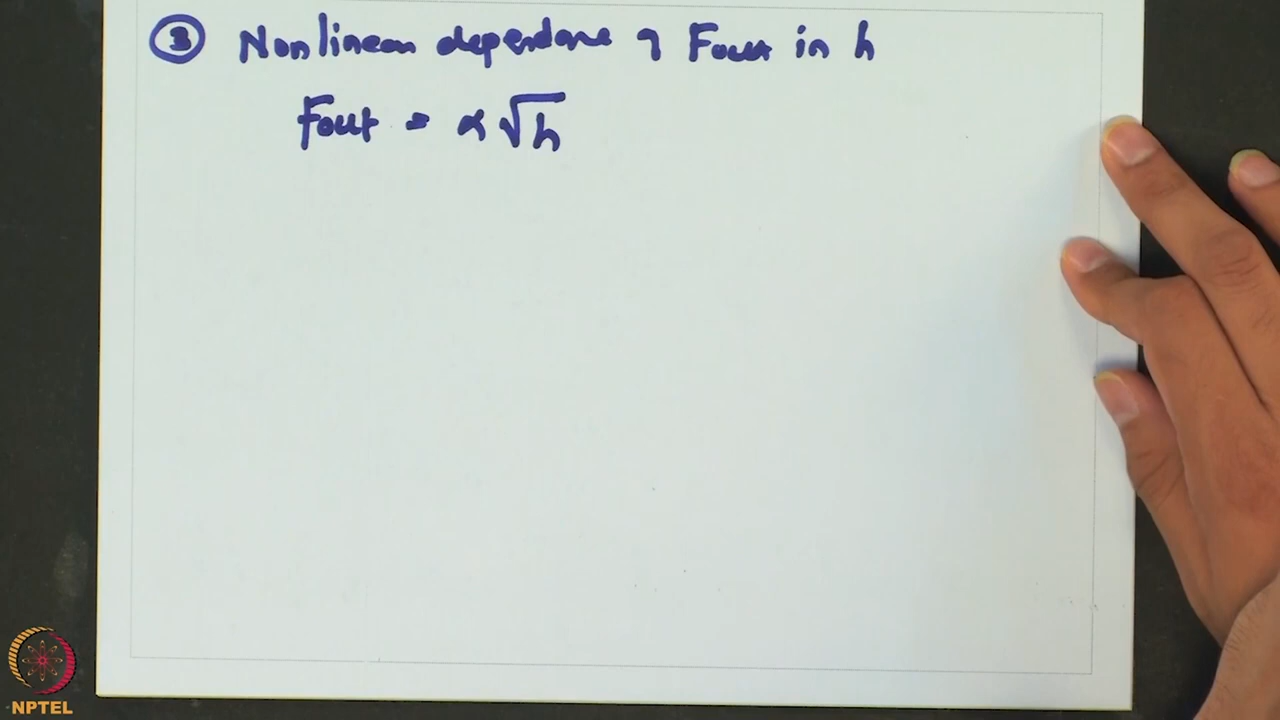 ③ Nonlinear dependence of Fout in h
Fout = α √h
NPTEL